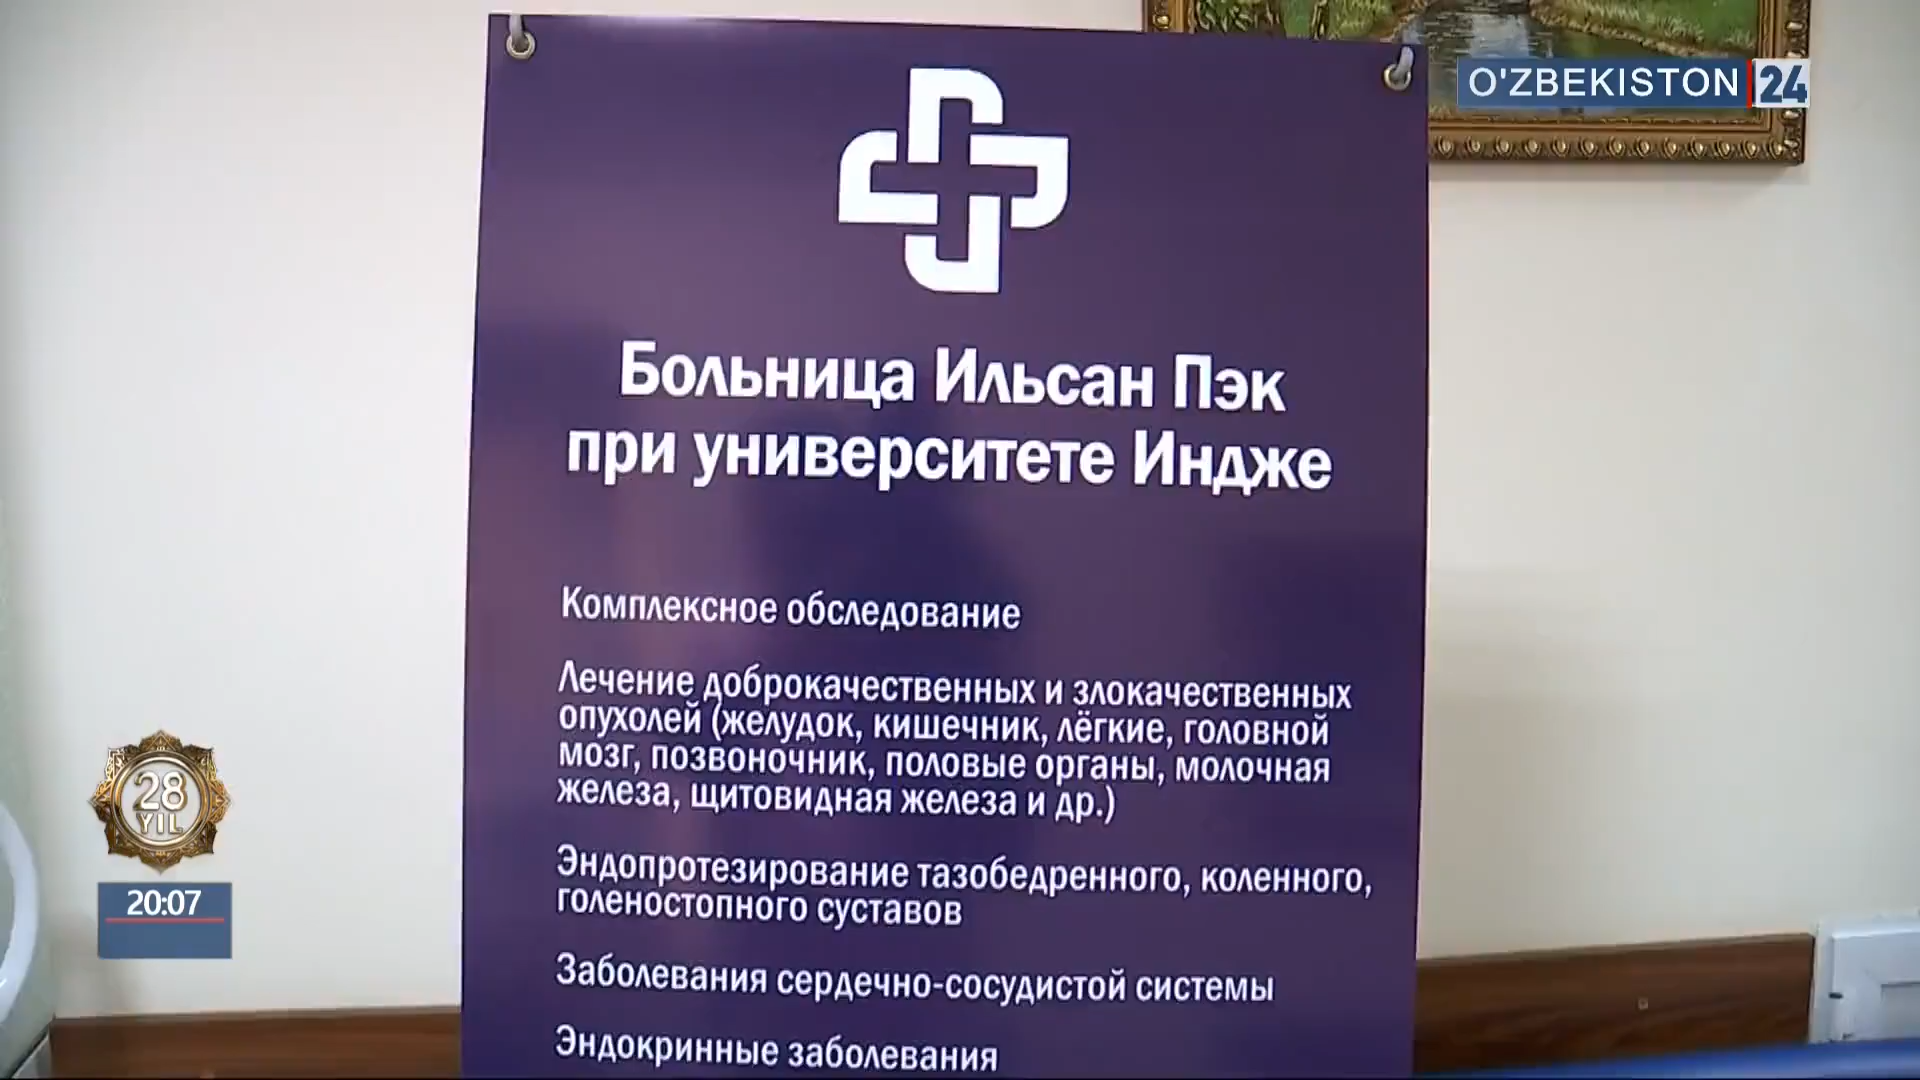 O'ZBEKISTON 24
Больница Ильсан Пэк
при университете Индже
Комплексное обследование
Лечение доброкачественных и злокачественных
опухолей (желудок, кишечник, лёгкие, головной
мозг, позвоночник, половые органы, молочная
железа, щитовидная железа и др.)
Эндопротезирование тазобедренного, коленного,
голеностопного суставов
Заболевания сердечно-сосудистой системы
Эндокринные заболевания
28
YIL
20:07